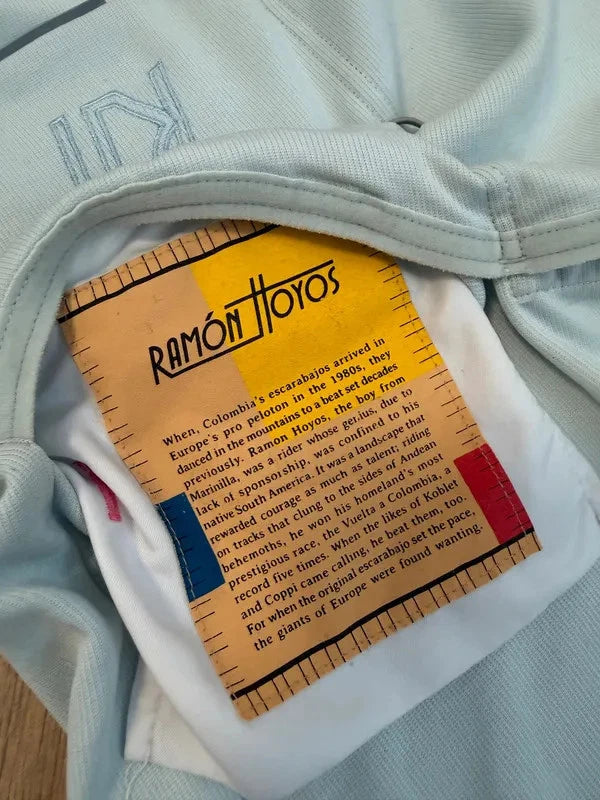 RAMÓN HOYOS
When, Colombia's escarabajos arrived in
Europe's pro peloton in the 1980s, they
danced in the mountains to a beat set decades
previously. Ramon Hoyos, the boy from
Marinilla, was a rider whose genius, due to
lack of sponsorship, was confined to his
native South America. It was a landscape that
rewarded courage as much as talent; riding
on tracks that clung to the sides of Andean
behemoths, he won his homeland's most
prestigious race, the Vuelta a Colombia, a
record five times. When the likes of Koblet
and Coppi came calling, he beat them, too.
For when the original escarabajo set the pace,
the giants of Europe were found wanting.